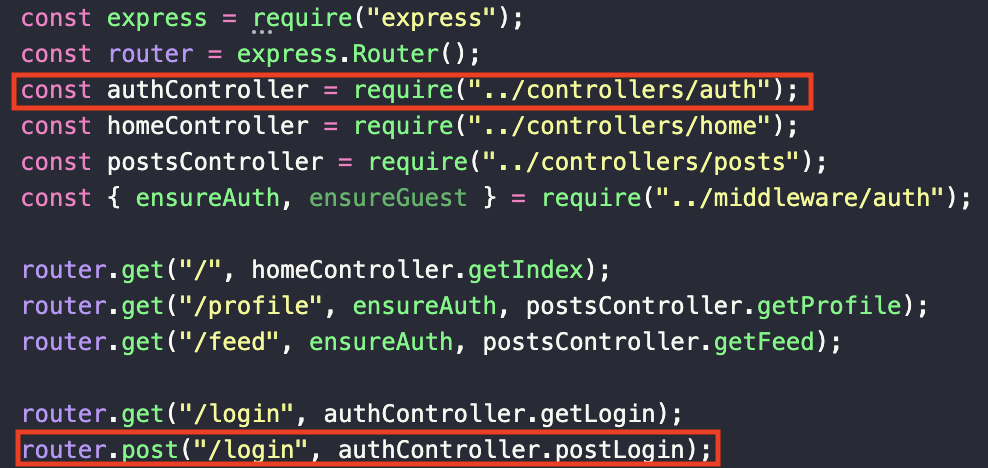 const express = require("express");
const router = express.Router();
const authController = require("../controllers/auth");
const homeController = require("../controllers/home");
const postsController = require("../controllers/posts");
const { ensureAuth, ensureGuest } = require("../middleware/auth");
router.get("/", homeController.getIndex);
router.get("/profile", ensureAuth, postsController.getProfile);
router.get("/feed", ensureAuth, postsController.getFeed);
router.get("/login", authController.getLogin);
router.post("/login", authController.postLogin);